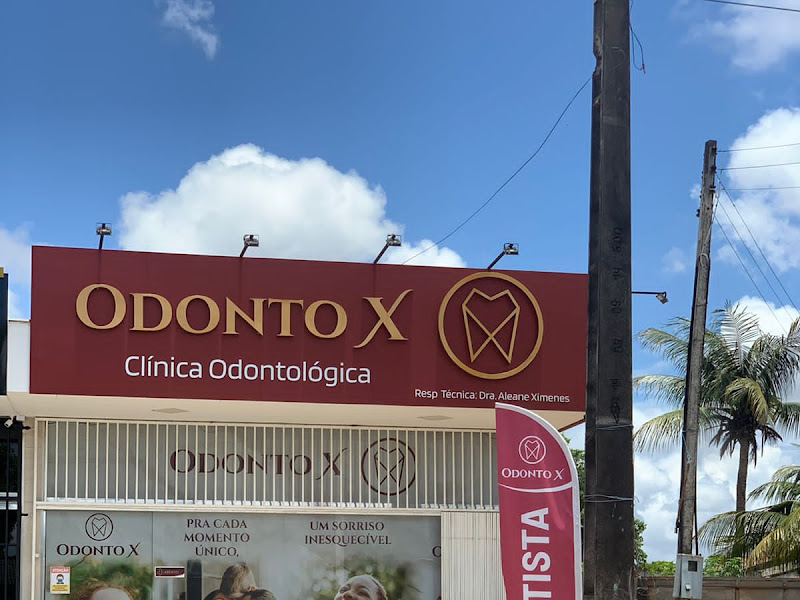 ODONTO X
Clínica Odontológica
Resp Técnica: Dra. Aleane Ximenes
ODONTO X
ODONTO X
TISTA
ODONTO X
PRA CADA
MOMENTO
ÚNICO,
UM SORRISO
INESQUECÍVEL
ATENÇÃO